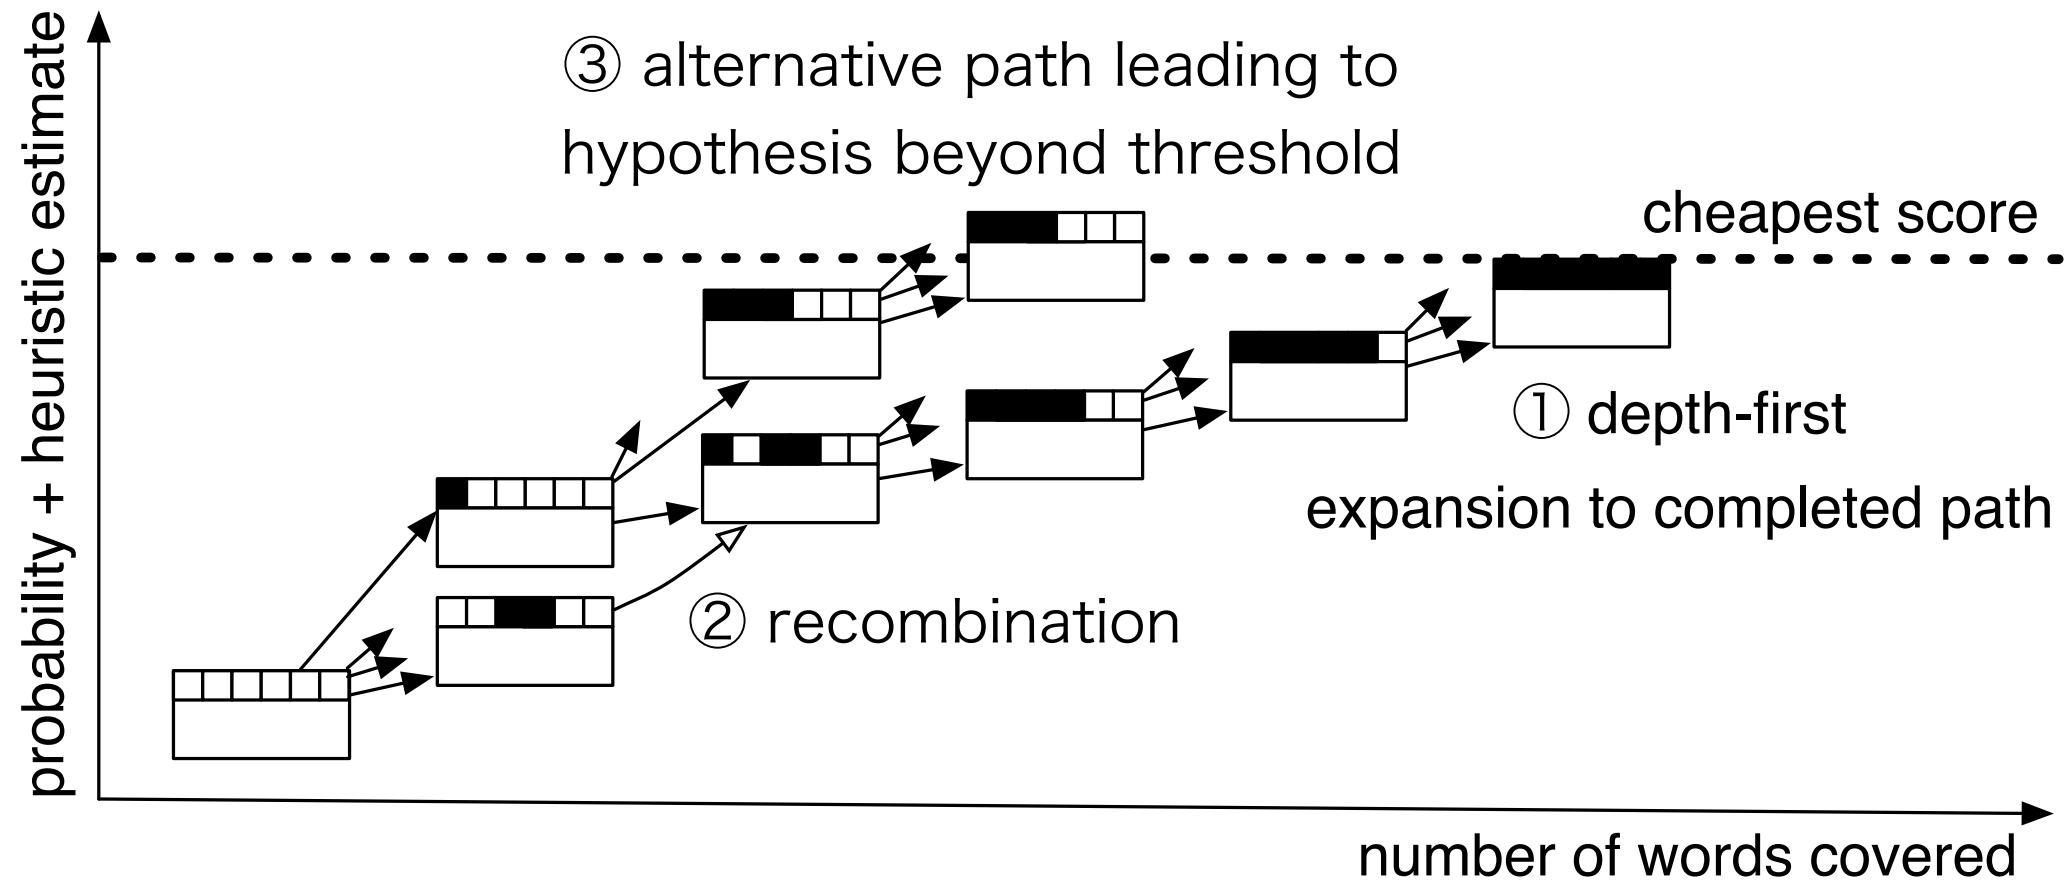 probability + heuristic estimate
③ alternative path leading to
hypothesis beyond threshold
cheapest score
① depth-first
expansion to completed path
② recombination
number of words covered